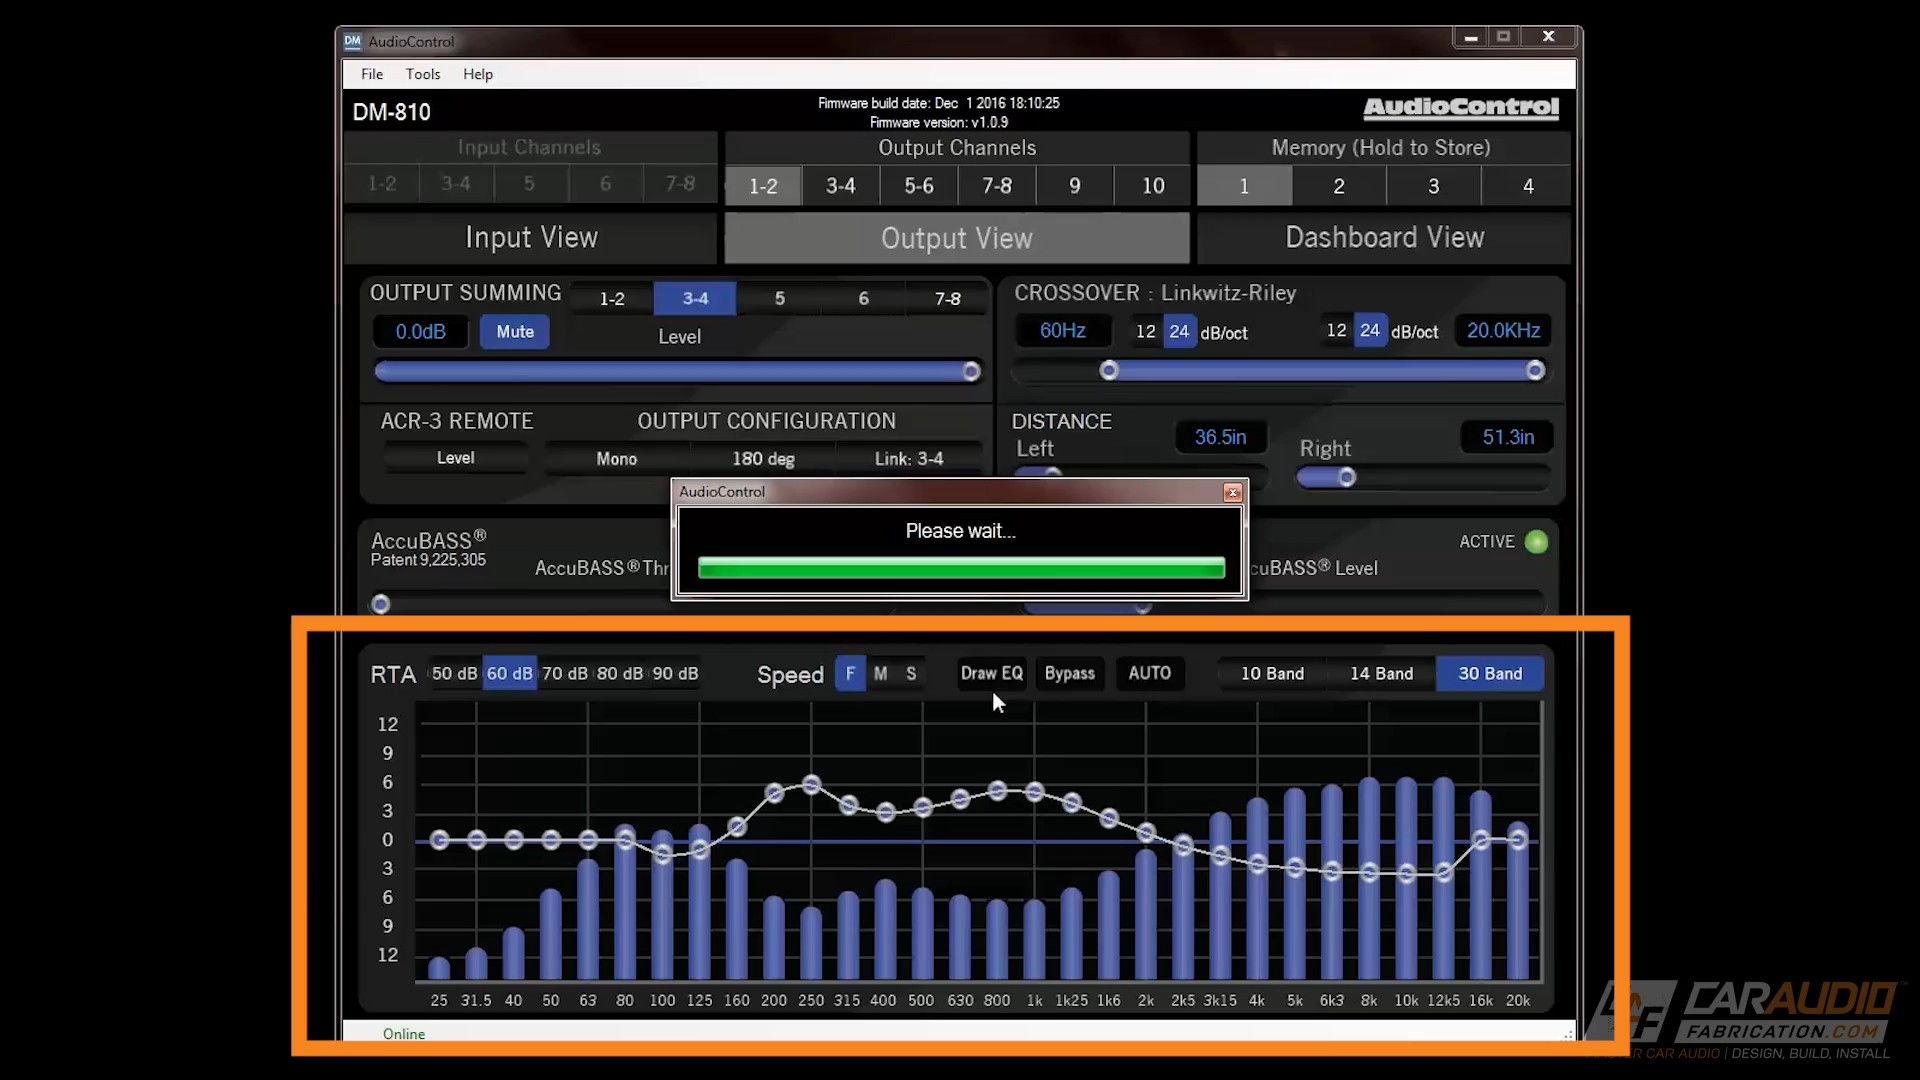 DM AudioControl
File Tools Help
DM-810
Firmware build date: Dec 1 2016 18:10:25
Firmware version: v1.0.9
AudioControl
Input Channels
Output Channels
Memory (Hold to Store)
1-2 3-4 5 6 7-8
1-2 3-4 5-6 7-8 9 10
1 2 3 4
Input View
Output View
Dashboard View
OUTPUT SUMMING 1-2 3-4 5 6 7-8
0.0dB Mute Level
CROSSOVER : Linkwitz-Riley
60Hz 12 24 dB/oct 12 24 dB/oct 20.0KHz
ACR-3 REMOTE OUTPUT CONFIGURATION
Level Mono 180 deg Link: 3-4
DISTANCE
Left 36.5in Right 51.3in
AudioControl
Please wait...
AccuBASS®
Patent 9,225,305
AccuBASS® Thr
cuBASS® Level
ACTIVE
RTA 50 dB 60 dB 70 dB 80 dB 90 dB Speed F M S Draw EQ Bypass AUTO 10 Band 14 Band 30 Band
12
9
6
3
0
3
6
9
12
25 31.5 40 50 63 80 100 125 160 200 250 315 400 500 630 800 1k 1k25 1k6 2k 2k5 3k15 4k 5k 6k3 8k 10k 12k5 16k 20k
Online
CARAUDIO
FABRICATION.COM
MASTER CAR AUDIO | DESIGN, BUILD, INSTALL